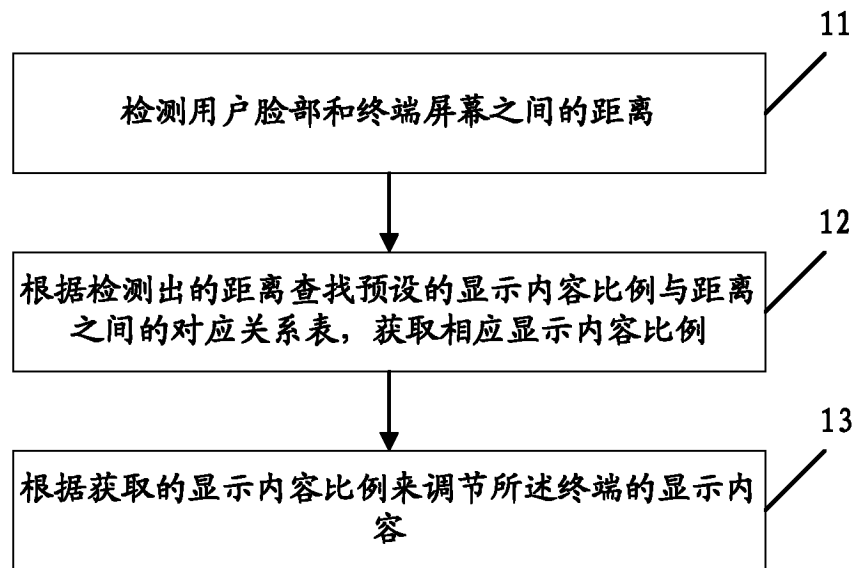 11
检测用户脸部和终端屏幕之间的距离
12
根据检测出的距离查找预设的显示内容比例与距离
之间的对应关系表，获取相应显示内容比例
13
根据获取的显示内容比例来调节所述终端的显示内
容